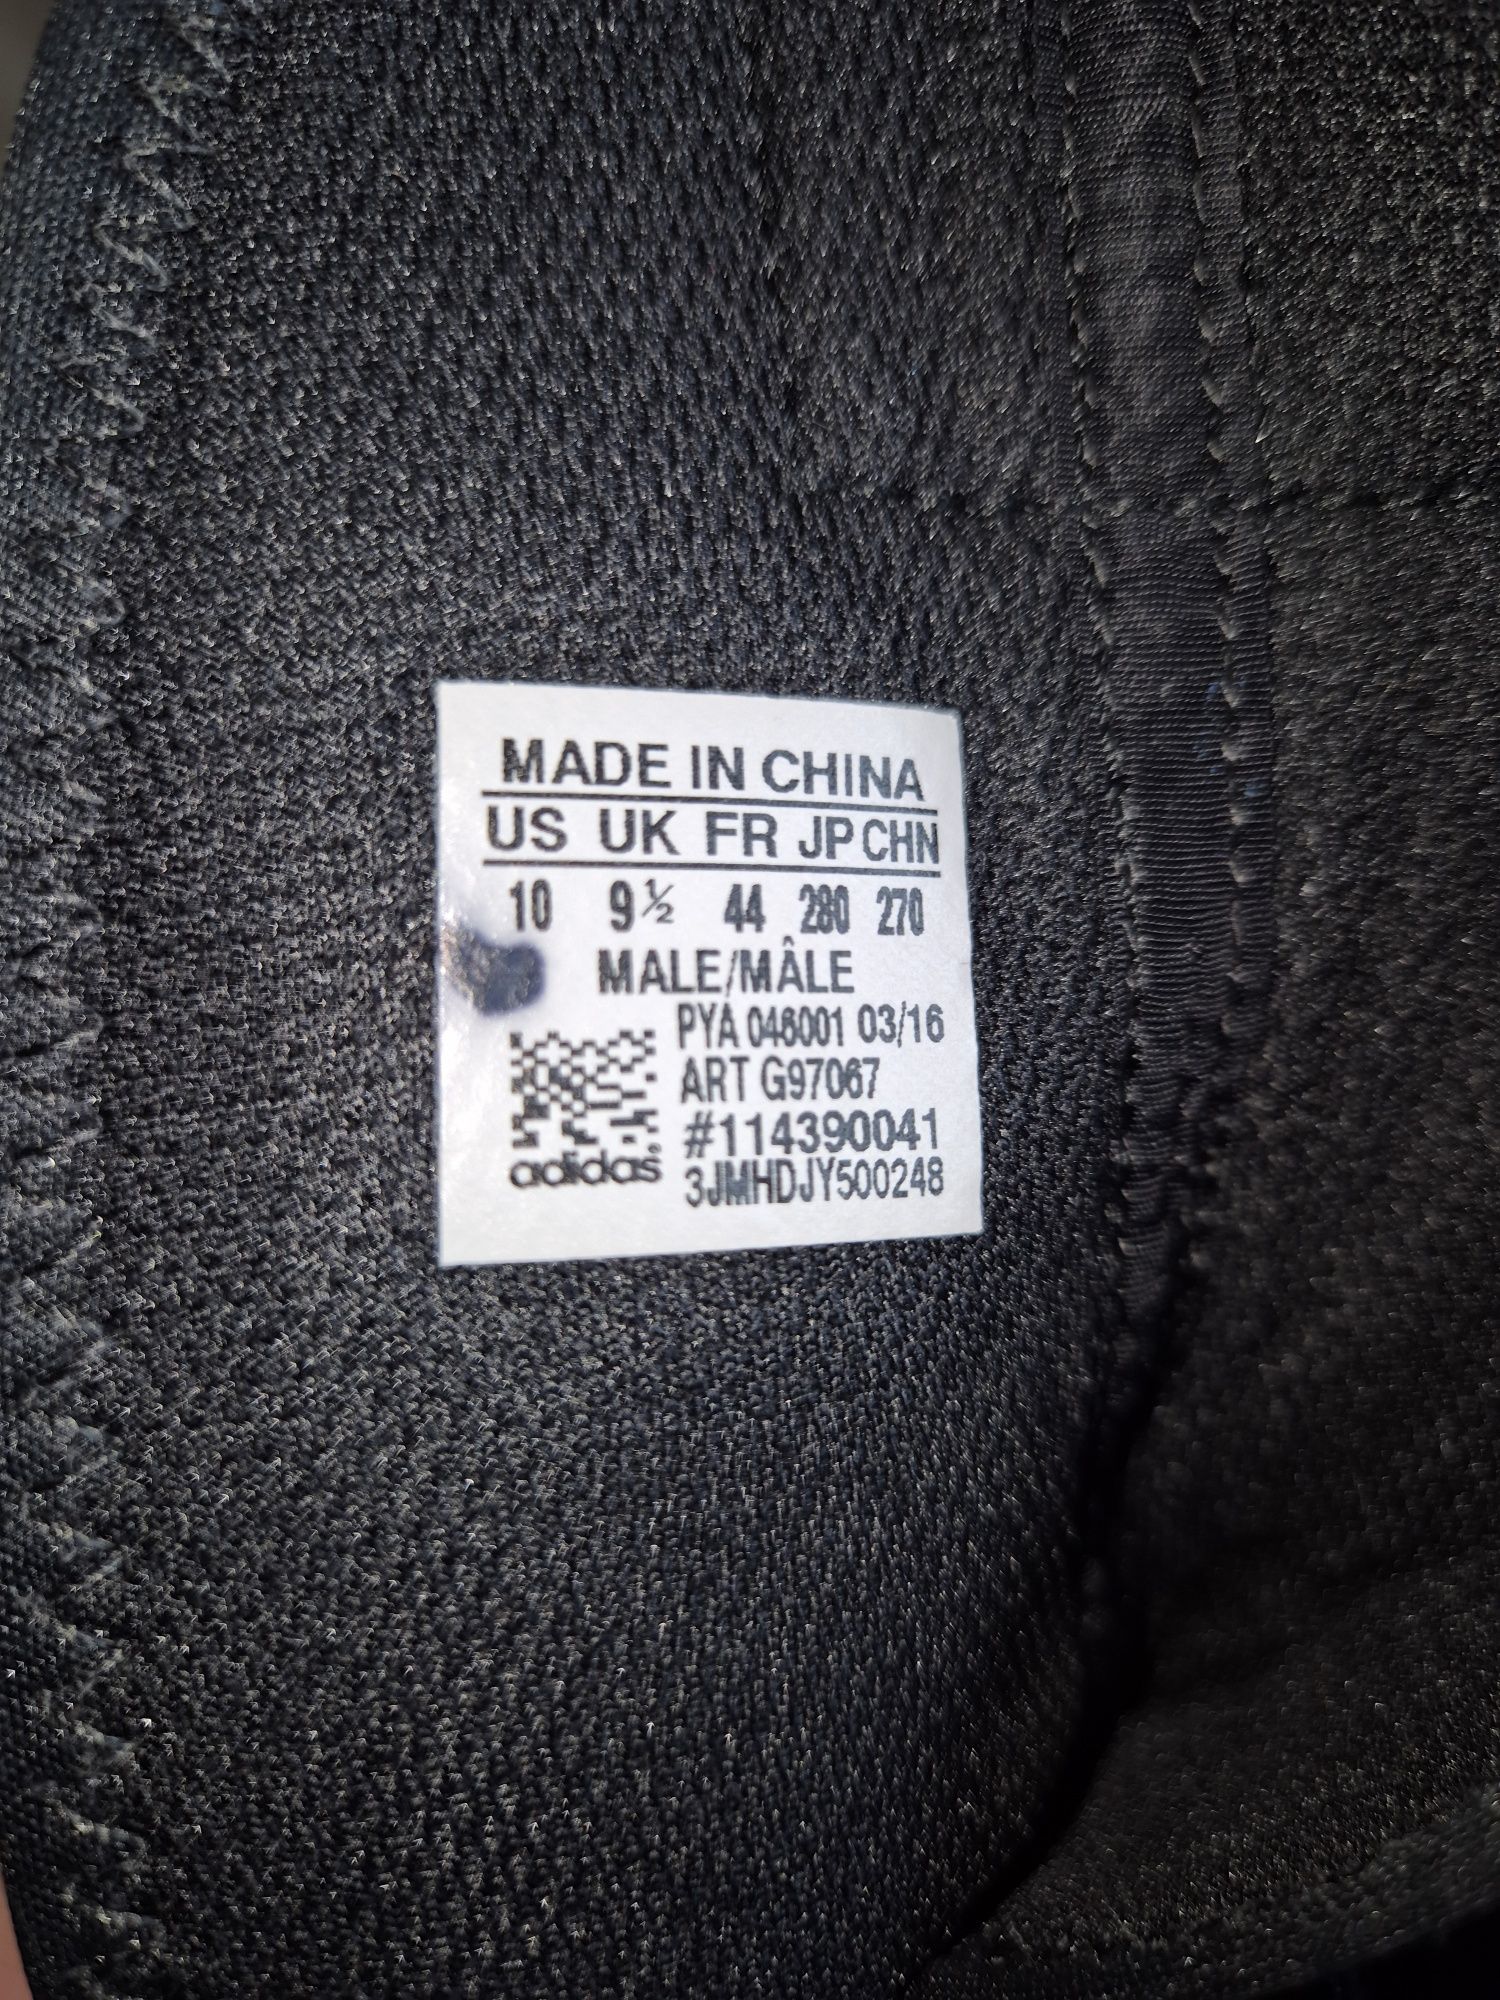 MADE IN CHINA
US UK FR JP CHN
10 9½ 44 280 270
MALE/MÂLE
PYA 046001 03/16
ART G97067
#114390041
adidas
3JMHDJY500248